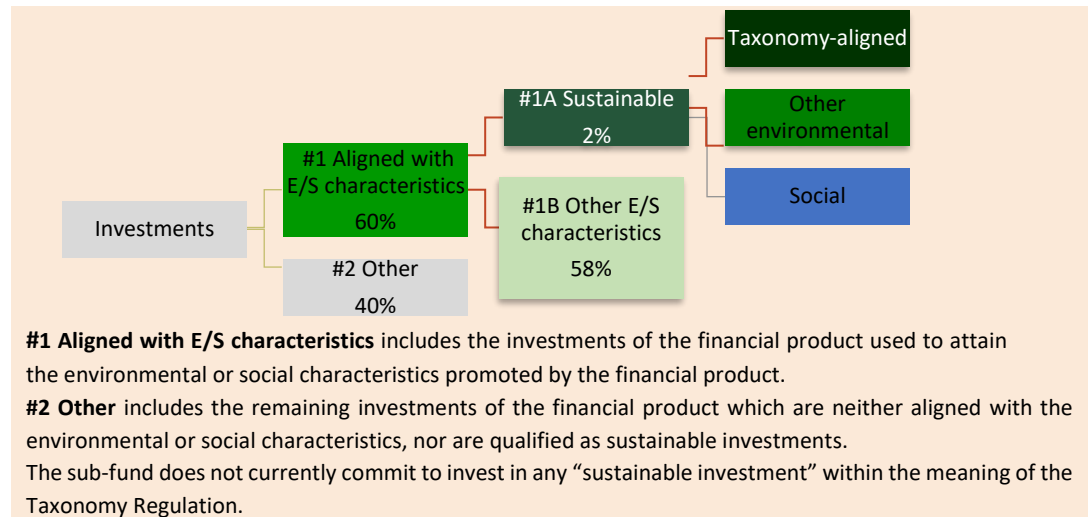 Taxonomy-aligned
#1A Sustainable
2%
Other
environmental
#1 Aligned with
E/S characteristics
60%
Social
#1B Other E/S
characteristics
58%
Investments
#2 Other
40%
#1 Aligned with E/S characteristics includes the investments of the financial product used to attain
the environmental or social characteristics promoted by the financial product.
#2 Other includes the remaining investments of the financial product which are neither aligned with the
environmental or social characteristics, nor are qualified as sustainable investments.
The sub-fund does not currently commit to invest in any “sustainable investment” within the meaning of the
Taxonomy Regulation.